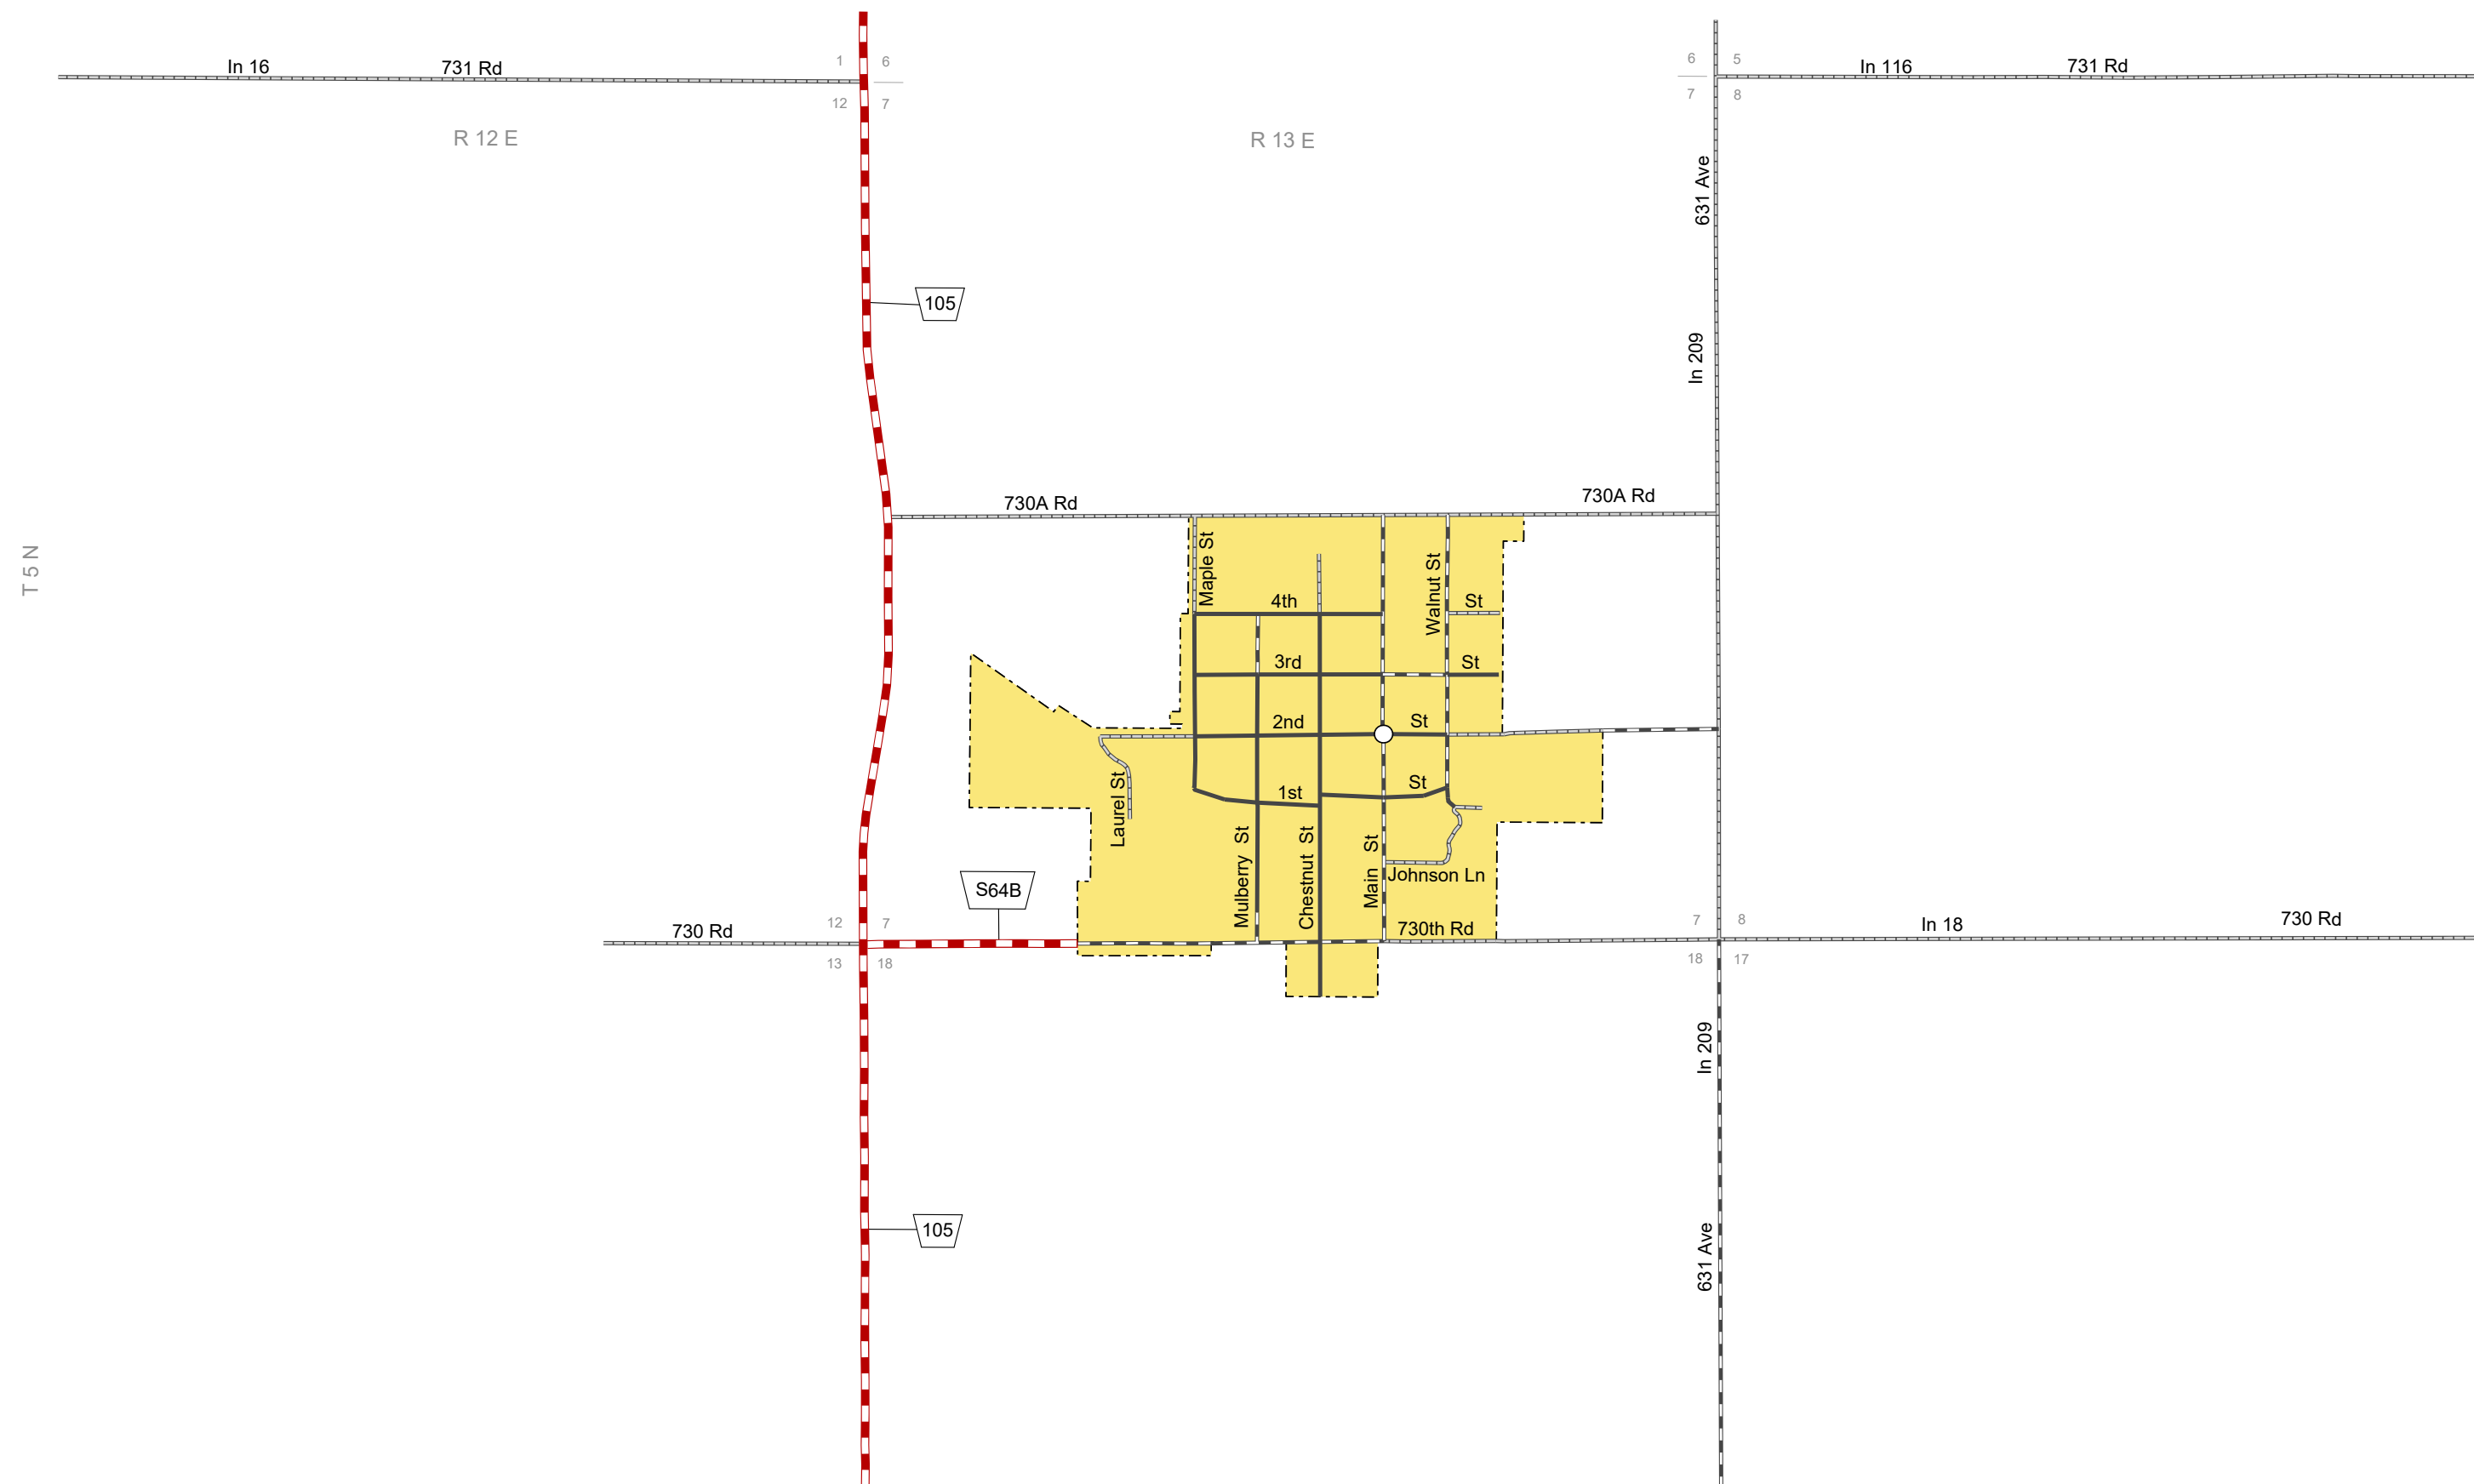 In 16
731 Rd
1
6
6
5
In 116
731 Rd
12
7
7
8
R 12 E
R 13 E
631 Ave
105
In 209
730A Rd
730A Rd
T 5 N
Maple St
Walnut St
4th
St
3rd
St
2nd
St
1st
St
Laurel St
Mulberry St
Chestnut St
Main St
Johnson Ln
S64B
730 Rd
12
7
730th Rd
7
8
In 18
730 Rd
13
18
18
17
In 209
105
631 Ave